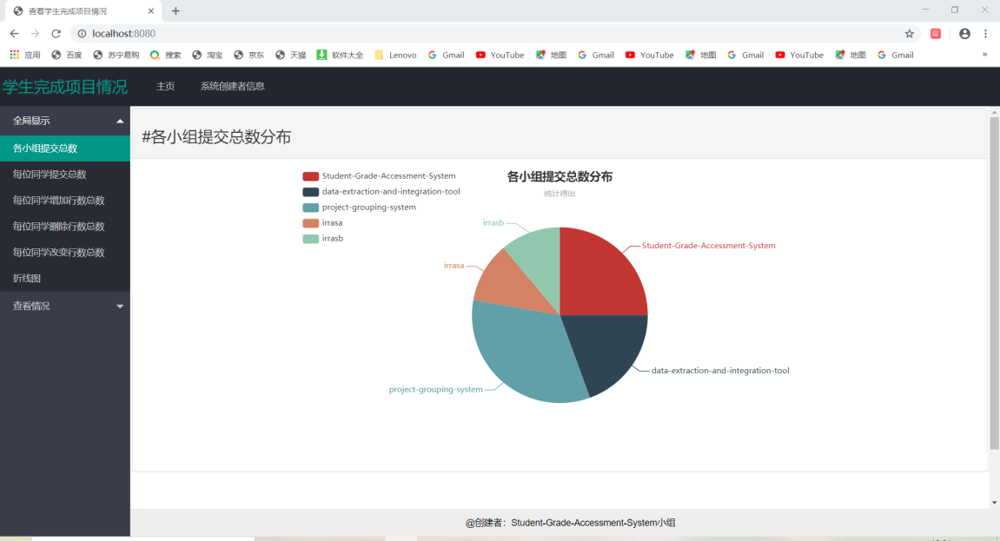 查看学生完成项目情况
localhost:8080
应用 百度 苏宁易购 搜索 淘宝 京东 天猫 软件大全 Lenovo Gmail YouTube 地图 Gmail YouTube 地图 Gmail YouTube 地图 Gmail »
学生完成项目情况 主页 系统创建者信息
全局显示
各小组提交总数
每位同学提交总数
每位同学增加行数总数
每位同学删除行数总数
每位同学改变行数总数
折线图
查看情况
#各小组提交总数分布
Student-Grade-Accessment-System
data-extraction-and-integration-tool
project-grouping-system
irrasa
irrasb
各小组提交总数分布
统计得出
irrasb
Student-Grade-Accessment-System
irrasa
data-extraction-and-integration-tool
project-grouping-system
@创建者：Student-Grade-Accessment-System小组